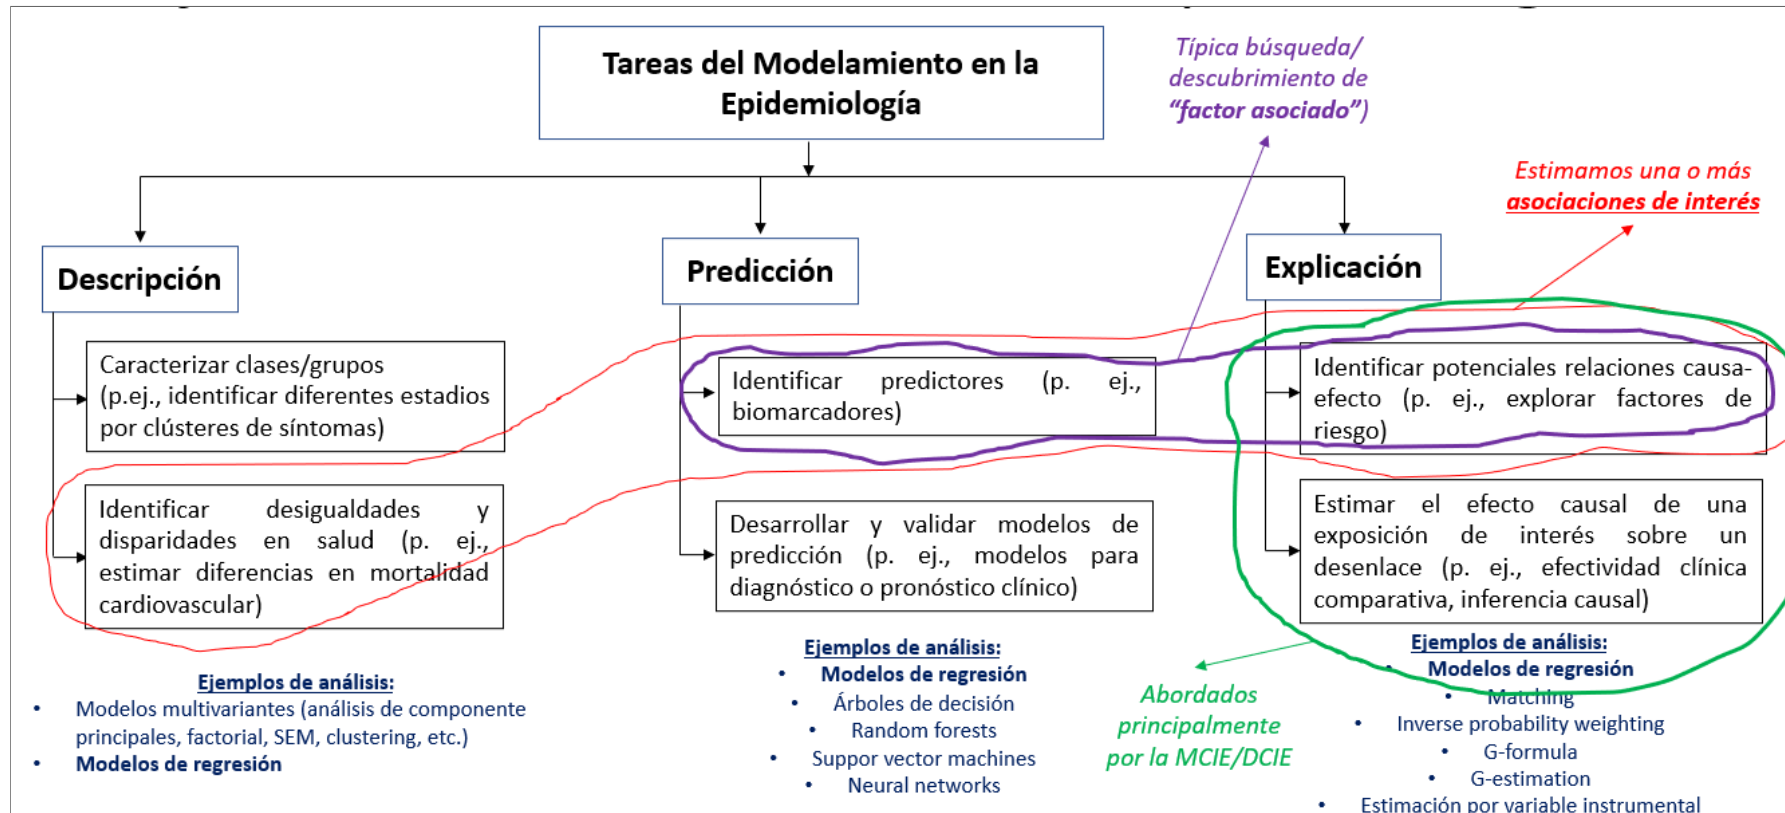 Tareas del Modelamiento en la
Epidemiología
Típica búsqueda/
descubrimiento de
“factor asociado”)
Estimamos una o más
asociaciones de interés
Descripción
Predicción
Explicación
Caracterizar clases/grupos
(p.ej., identificar diferentes estadios
por clústeres de síntomas)
Identificar desigualdades y
disparidades en salud (p. ej.,
estimar diferencias en mortalidad
cardiovascular)
Ejemplos de análisis:
• Modelos multivariantes (análisis de componente
principales, factorial, SEM, clustering, etc.)
• Modelos de regresión
Identificar predictores (p. ej.,
biomarcadores)
Desarrollar y validar modelos de
predicción (p. ej., modelos para
diagnóstico o pronóstico clínico)
Ejemplos de análisis:
• Modelos de regresión
• Árboles de decisión
• Random forests
• Suppor vector machines
• Neural networks
Identificar potenciales relaciones causa-
efecto (p. ej., explorar factores de
riesgo)
Estimar el efecto causal de una
exposición de interés sobre un
desenlace (p. ej., efectividad clínica
comparativa, inferencia causal)
Abordados
principalmente
por la MCIE/DCIE
Ejemplos de análisis:
• Modelos de regresión
• Matching
• Inverse probability weighting
• G-formula
• G-estimation
• Estimación por variable instrumental